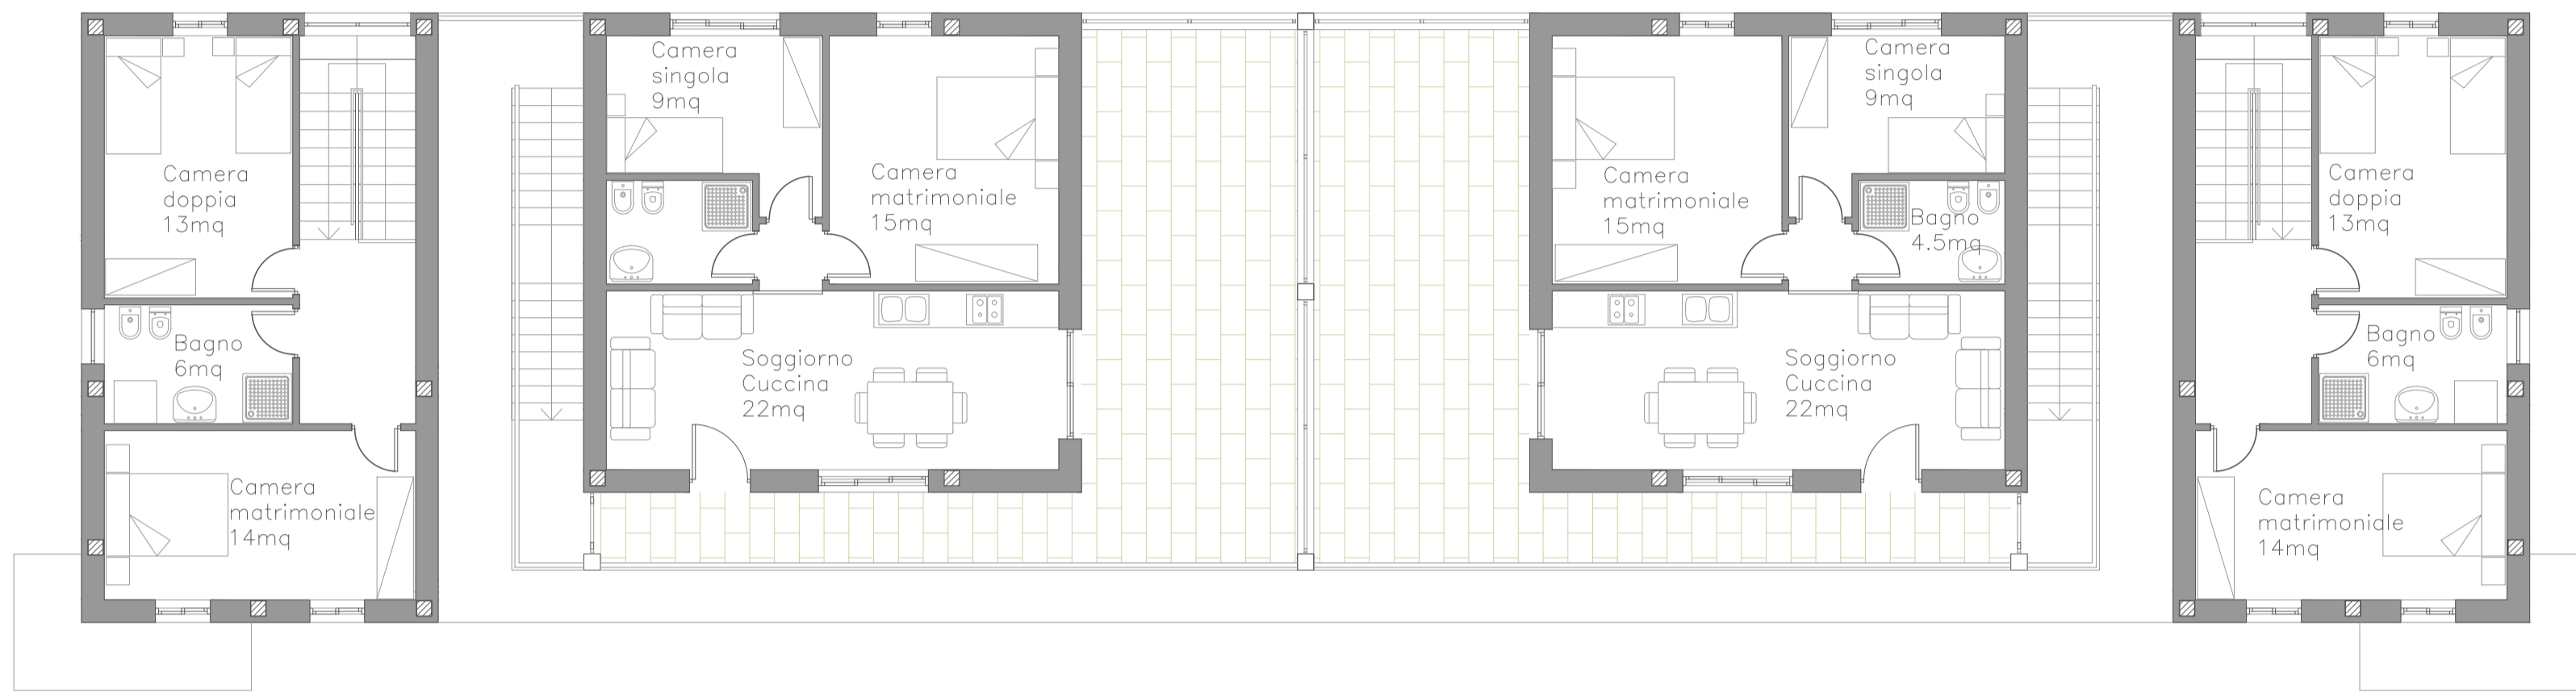 Camera
doppia
13mq
Bagno
6mq
Camera
matrimoniale
14mq
Camera
singola
9mq
Camera
matrimoniale
15mq
Soggiorno
Cuccina
22mq
Camera
matrimoniale
15mq
Camera
singola
9mq
Bagno
4.5mq
Soggiorno
Cuccina
22mq
Camera
doppia
13mq
Bagno
6mq
Camera
matrimoniale
14mq